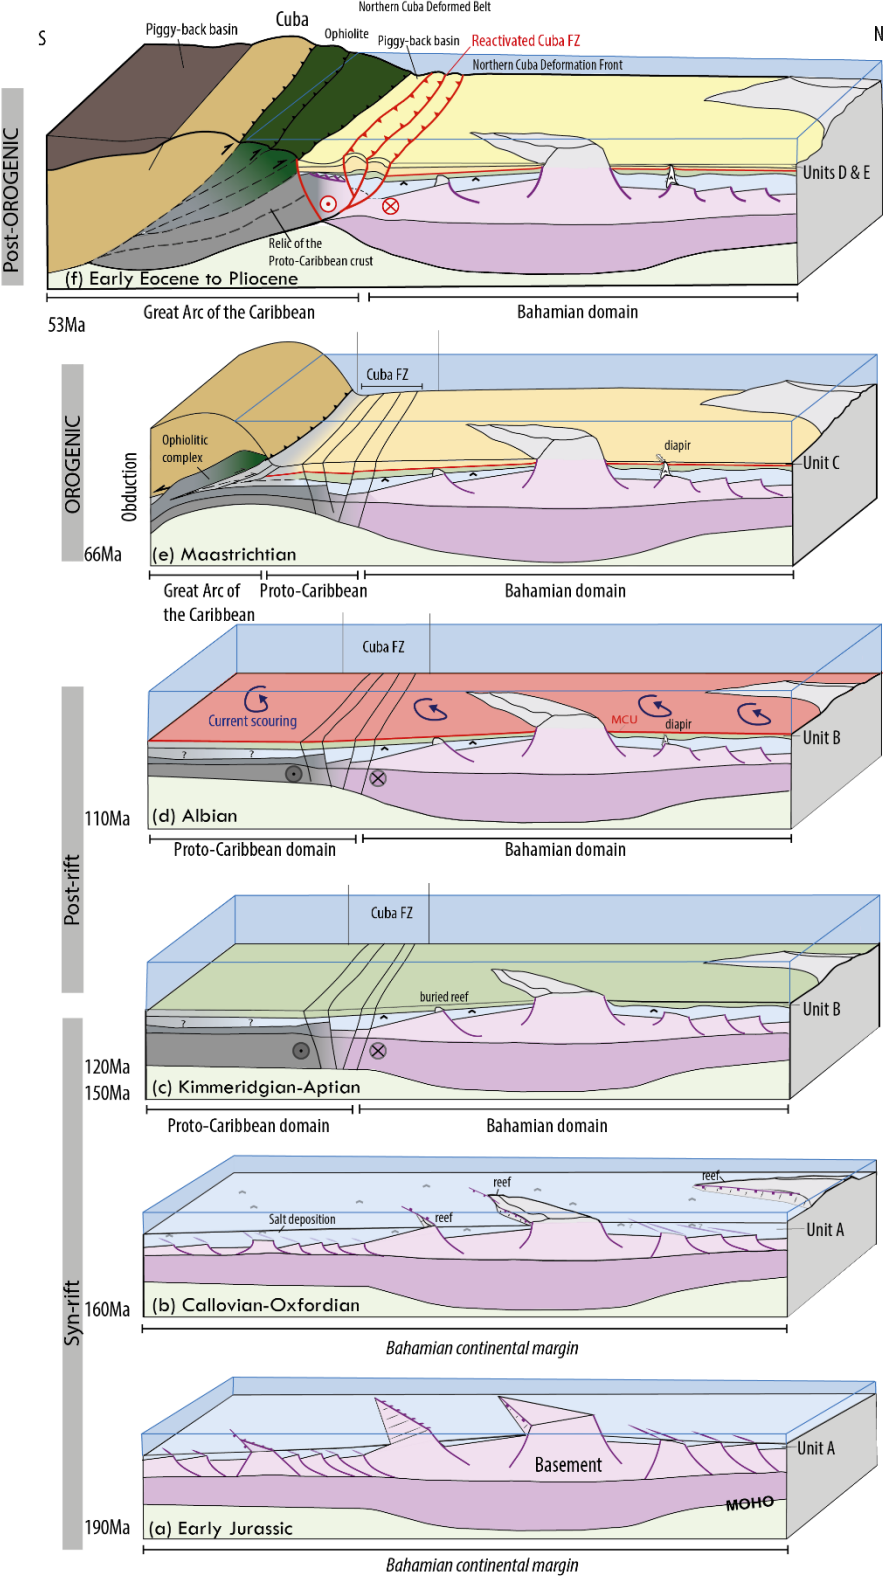 Northern Cuba Deformed Belt
Cuba
S
Piggy-back basin
Ophiolite
Piggy-back basin
Reactivated Cuba FZ
N
Northern Cuba Deformation Front
Post-OROGENIC
Units D & E
Relic of the
Proto-Caribbean crust
(f) Early Eocene to Pliocene
Great Arc of the Caribbean
Bahamian domain
53Ma
Cuba FZ
OROGENIC
Obduction
Ophiolitic
complex
diapir
Unit C
66Ma
(e) Maastrichtian
Great Arc of
the Caribbean
Proto-Caribbean
Bahamian domain
Cuba FZ
Current scouring
MCU
diapir
Unit B
? ?
110Ma
(d) Albian
Proto-Caribbean domain
Bahamian domain
Post-rift
Cuba FZ
buried reef
Unit B
? ?
120Ma
150Ma
(c) Kimmeridgian-Aptian
Proto-Caribbean domain
Bahamian domain
Syn-rift
reef
reef
reef
Salt deposition
Unit A
160Ma
(b) Callovian-Oxfordian
Bahamian continental margin
Unit A
Basement
MOHO
190Ma
(a) Early Jurassic
Bahamian continental margin